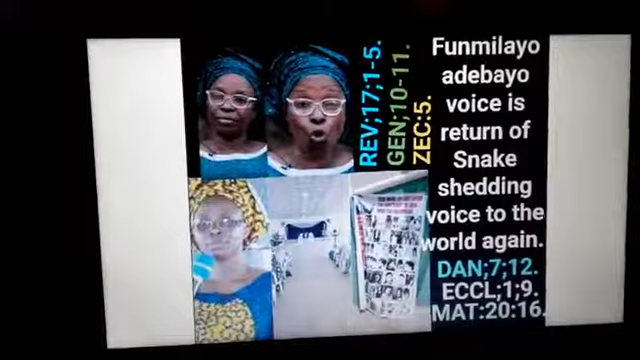 REV;17;1-5.
GEN;10-11.
ZEC:5.
Funmilayo
adebayo
voice is
return of
Snake
shedding
voice to the
world again.
DAN;7;12.
ECCL;1;9.
MAT:20:16.